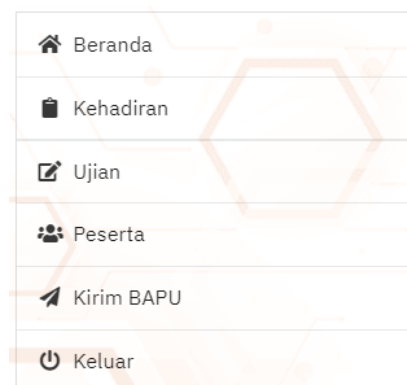 Beranda
Kehadiran
Ujian
Peserta
Kirim BAPU
Keluar